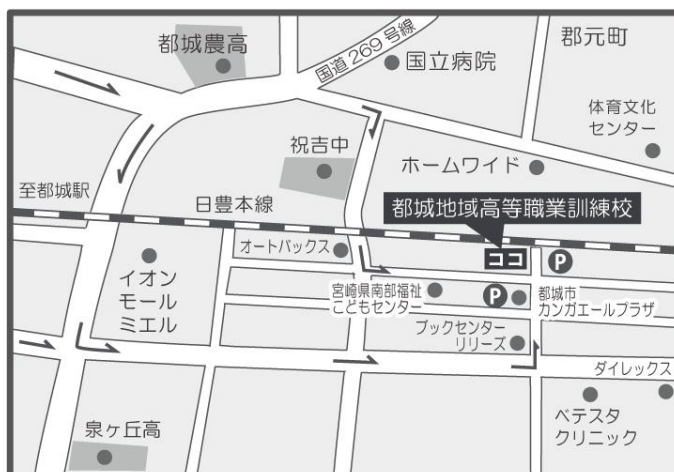 都城農高
国道269号線
国立病院
郡元町
体育文化
センター
祝吉中
ホームワイド
至都城駅
日豊本線
都城地域高等職業訓練校
オートバックス
ココ
P
イオン
モール
ミエル
宮崎県南部福祉
こどもセンター
P
都城市
カンガエールプラザ
ブックセンター
リリーズ
ダイレックス
ベテスタ
クリニック
泉ヶ丘高